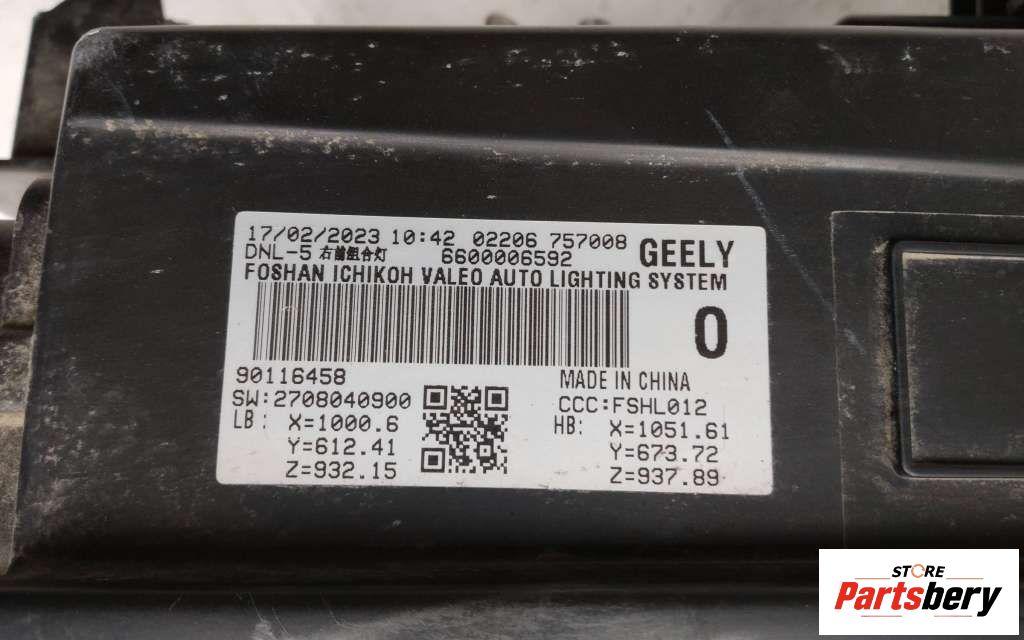 17/02/2023 10:42 02206 757008
GEELY
DNL-5 右前组合灯 6600006592
FOSHAN ICHIKOH VALEO AUTO LIGHTING SYSTEM
0
90116458
MADE IN CHINA
SW:2708040900
CCC:FSHL012
LB: X=1000.6
HB: X=1051.61
Y=612.41
Y=673.72
Z=932.15
Z=937.89
STORE
Partsbery